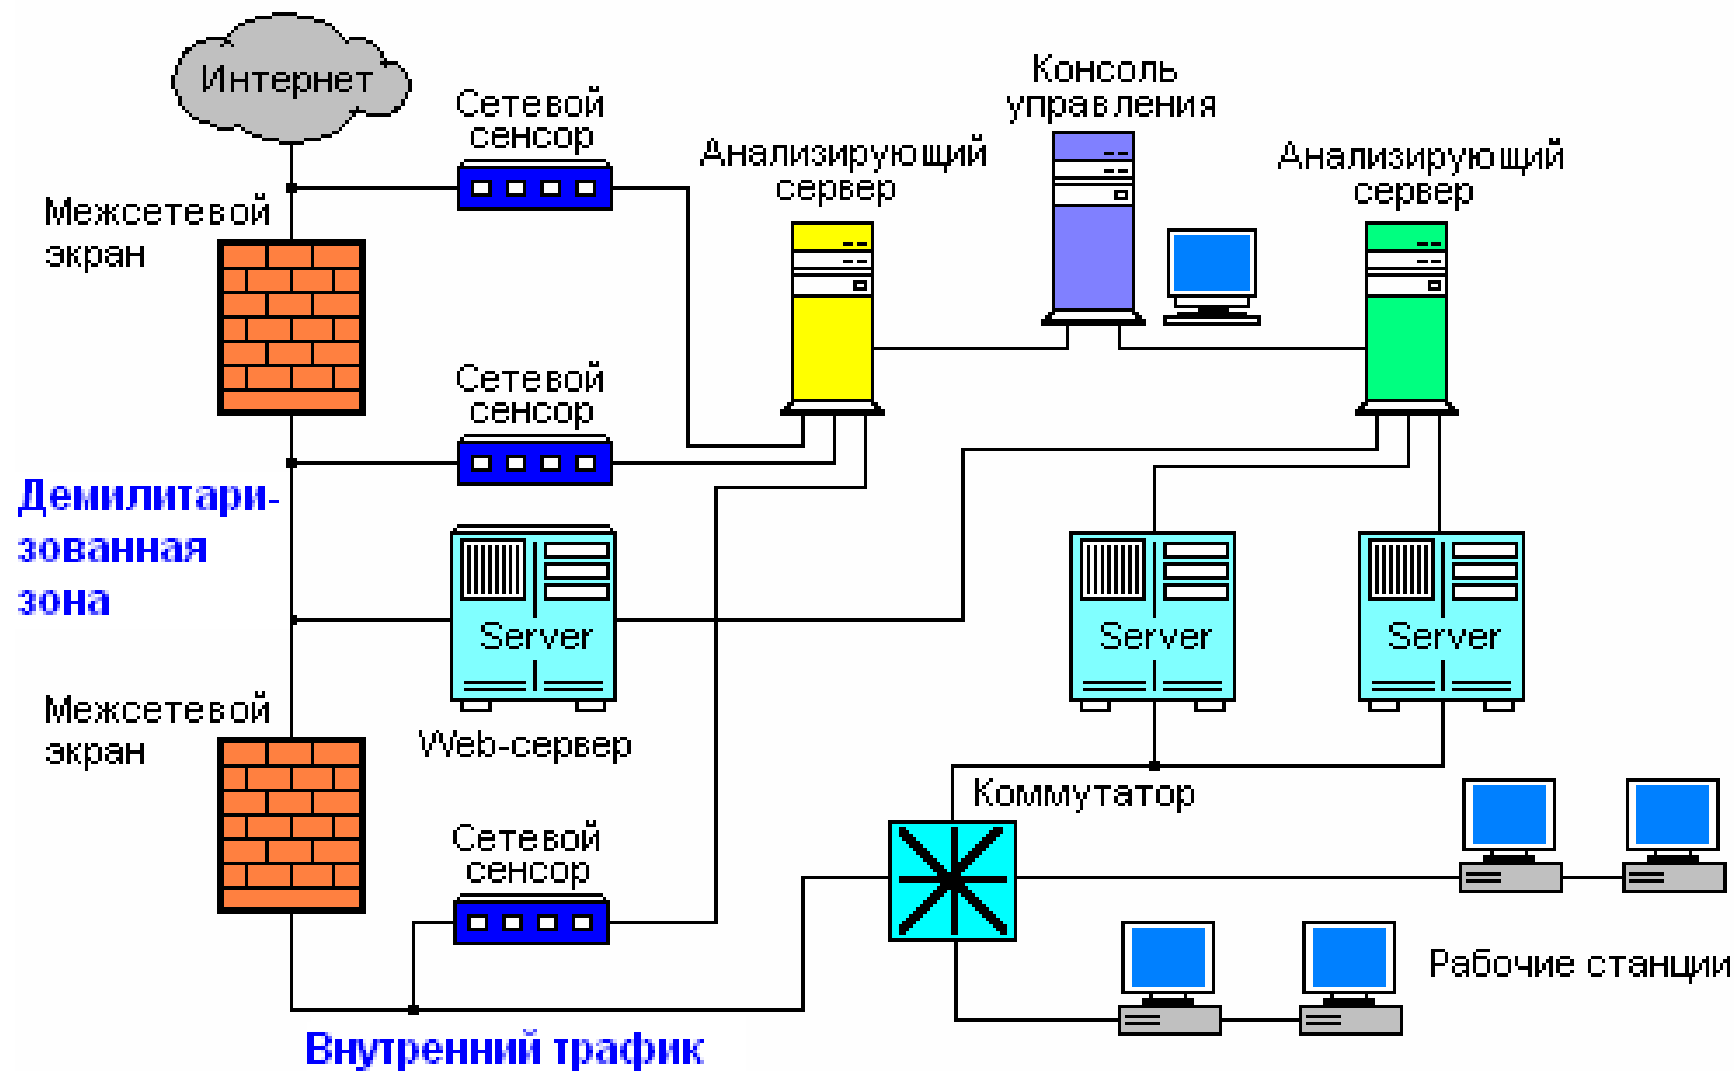 Интернет
Сетевой
сенсор
Консоль
управления
Анализирующий
сервер
Анализирующий
сервер
Межсетевой
экран
Сетевой
сенсор
Демилитари-
зованная
зона
Server
Server
Server
Межсетевой
экран
Web-сервер
Коммутатор
Сетевой
сенсор
Рабочие станции
Внутренний трафик